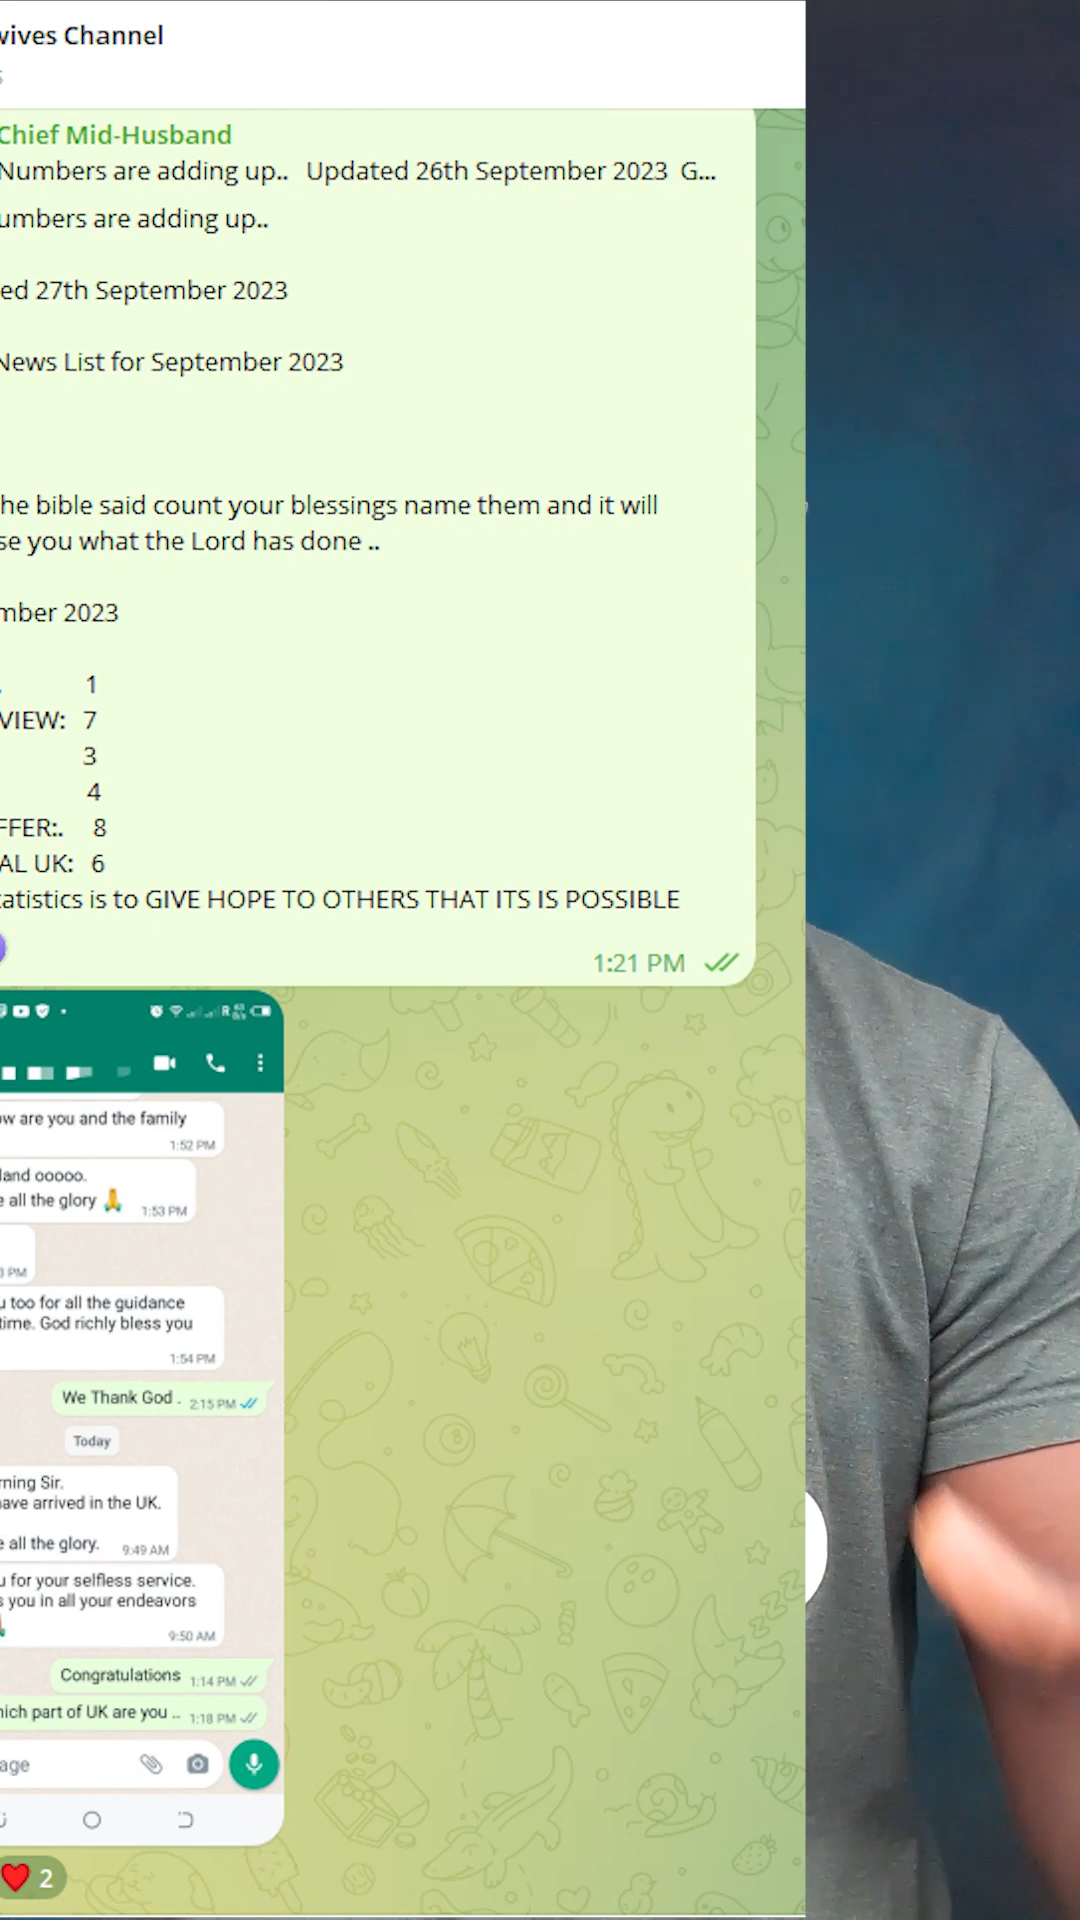 Channel
Chief Mid-Husband
Numbers are adding up.. Updated 26th September 2023 G...
umbers are adding up..
ed 27th September 2023
News List for September 2023
he bible said count your blessings name them and it will
se you what the Lord has done ..
mber 2023
1
VIEW: 7
3
4
FFER:. 8
AL UK: 6
tatistics is to GIVE HOPE TO OTHERS THAT ITS IS POSSIBLE
1:21 PM
ow are you and the family
1:52 PM
land ooooo.
e all the glory 🙏 1:53 PM
PM
u too for all the guidance
time. God richly bless you
1:54 PM
We Thank God . 2:15 PM
Today
rning Sir.
have arrived in the UK.
e all the glory. 9:49 AM
u for your selfless service.
s you in all your endeavors
9:50 AM
Congratulations 1:14 PM
hich part of UK are you .. 1:18 PM
age
❤️ 2